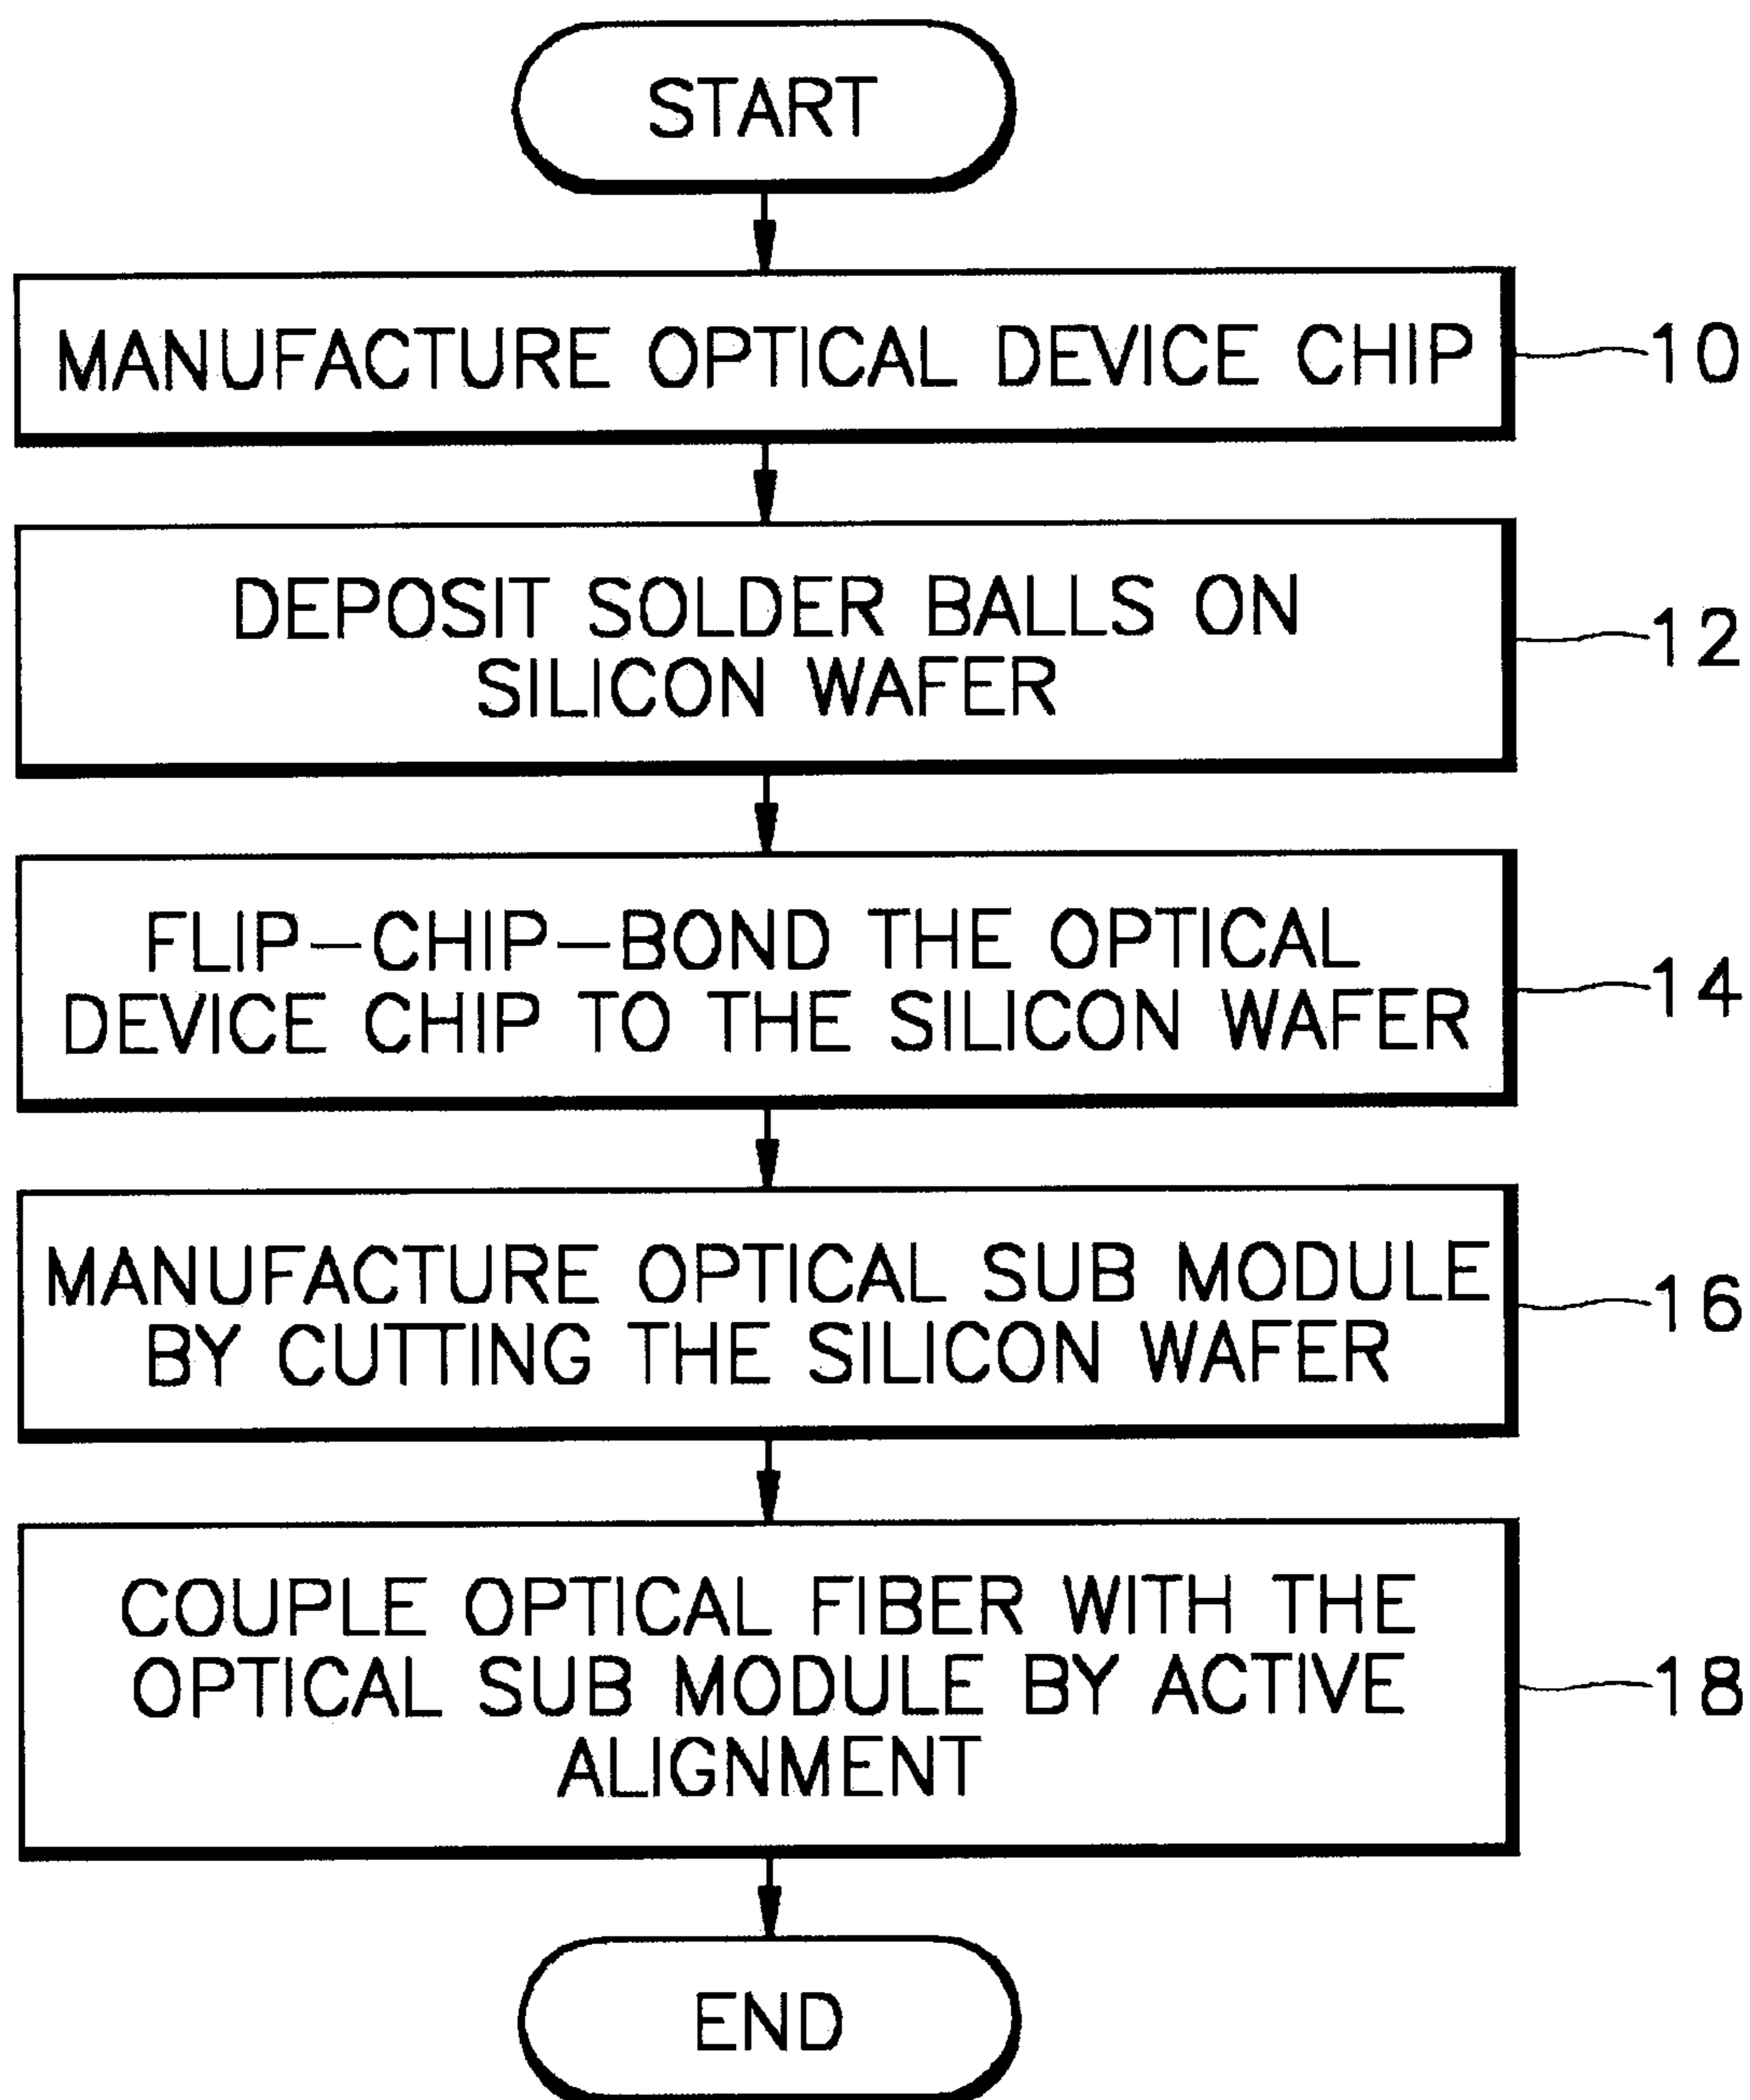 START
MANUFACTURE OPTICAL DEVICE CHIP
10
DEPOSIT SOLDER BALLS ON
SILICON WAFER
12
FLIP-CHIP-BOND THE OPTICAL
DEVICE CHIP TO THE SILICON WAFER
14
MANUFACTURE OPTICAL SUB MODULE
BY CUTTING THE SILICON WAFER
16
COUPLE OPTICAL FIBER WITH THE
OPTICAL SUB MODULE BY ACTIVE
ALIGNMENT
18
END